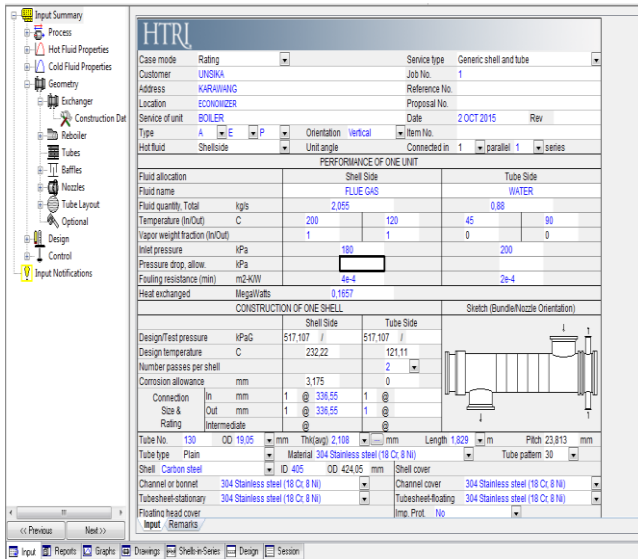 Input Summary
Process
Hot Fluid Properties
Cold Fluid Properties
Geometry
Exchanger
Construction Dat
Reboiler
Tubes
Baffles
Nozzles
Tube Layout
Optional
Design
Control
Input Notifications
<< Previous Next >>
HTRI
Case mode Rating Service type Generic shell and tube
Customer UNSIKA Job No. 1
Address KARAWANG Reference No.
Location ECONOMIZER Proposal No.
Service of unit BOILER Date 2 OCT 2015 Rev
Type A E P Orientation Vertical Item No.
Hot fluid Shellside Unit angle Connected in 1 parallel 1 series
PERFORMANCE OF ONE UNIT
Fluid allocation Shell Side Tube Side
Fluid name FLUE GAS WATER
Fluid quantity, Total kg/s 2,055 0,88
Temperature (In/Out) C 200 120 45 90
Vapor weight fraction (In/Out) 1 1 0 0
Inlet pressure kPa 180 200
Pressure drop, allow. kPa
Fouling resistance (min) m2-K/W 4e-4 2e-4
Heat exchanged MegaWatts 0,1657
CONSTRUCTION OF ONE SHELL Sketch (Bundle/Nozzle Orientation)
Shell Side Tube Side
Design/Test pressure kPaG 517,107 / 517,107 /
Design temperature C 232,22 121,11
Number passes per shell 2
Corrosion allowance mm 3,175 0
Connection In mm 1 @ 336,55 1 @
Size & Out mm 1 @ 336,55 1 @
Rating Intermediate @ @
Tube No. 130 OD 19,05 mm Thk(avg) 2,108 ... mm Length 1,829 m Pitch 23,813 mm
Tube type Plain Material 304 Stainless steel (18 Cr, 8 Ni) Tube pattern 30
Shell Carbon steel ID 405 OD 424,05 mm Shell cover
Channel or bonnet 304 Stainless steel (18 Cr, 8 Ni) Channel cover 304 Stainless steel (18 Cr, 8 Ni)
Tubesheet-stationary 304 Stainless steel (18 Cr, 8 Ni) Tubesheet-floating 304 Stainless steel (18 Cr, 8 Ni)
Floating head cover Imp. Prot. No
Input Remarks
Input Reports Graphs Drawings Shells-in-Series Design Session